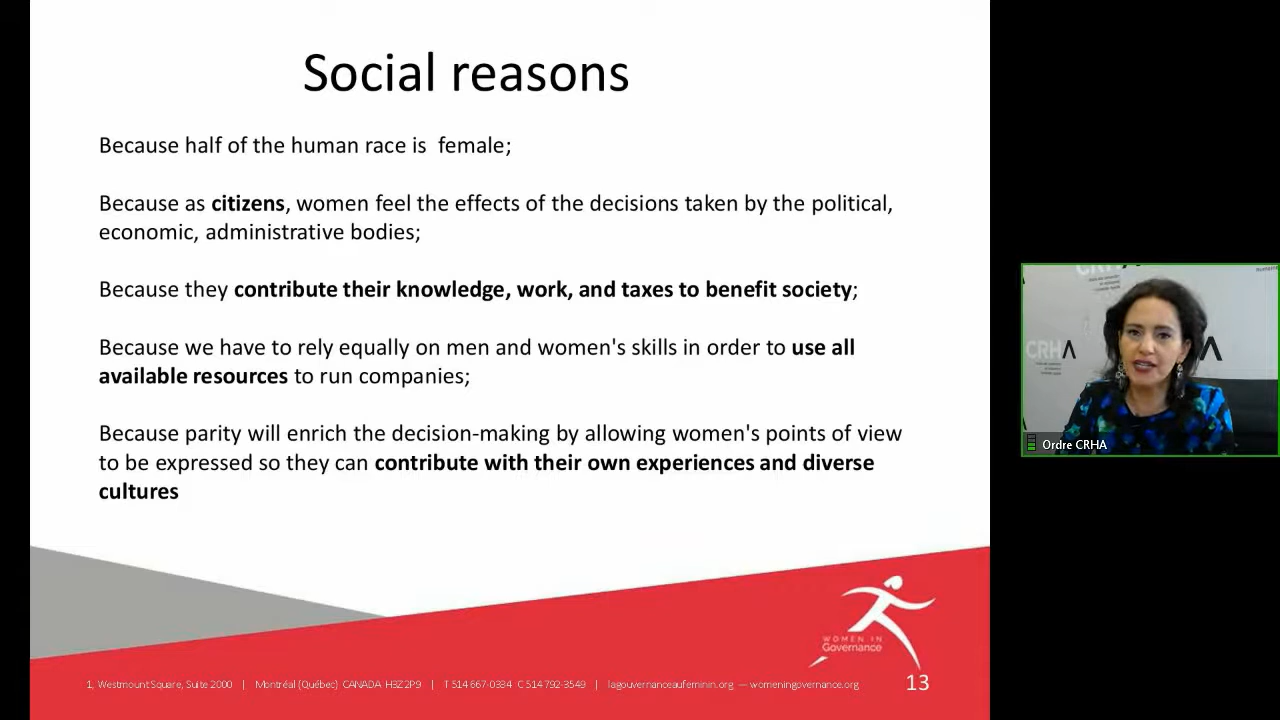 Social reasons
Because half of the human race is  female;
Because as citizens, women feel the effects of the decisions taken by the political,
economic, administrative bodies;
Because they contribute their knowledge, work, and taxes to benefit society;
Because we have to rely equally on men and women's skills in order to use all
available resources to run companies;
Because parity will enrich the decision-making by allowing women's points of view
to be expressed so they can contribute with their own experiences and diverse
cultures
WOMEN IN
Governance
1, Westmount Square, Suite 2000 | Montréal (Québec) CANADA H3Z 2P9 | T 514 667-0384 C 514 792-3549 | lagouvernanceaufeminin.org — womeningovernance.org
13
CRHA
CRHA
Ordre CRHA